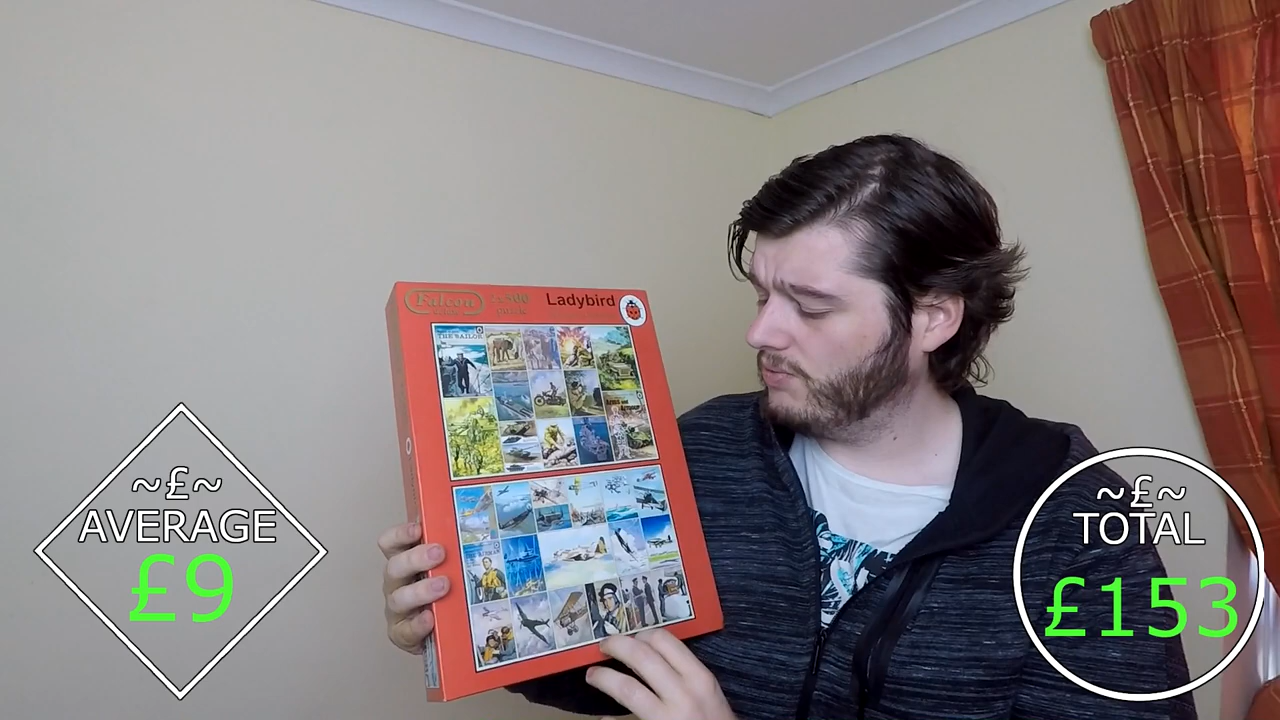 Falcon
Ladybird
THE SAILOR
~£~
AVERAGE
£9
~£~
TOTAL
£153